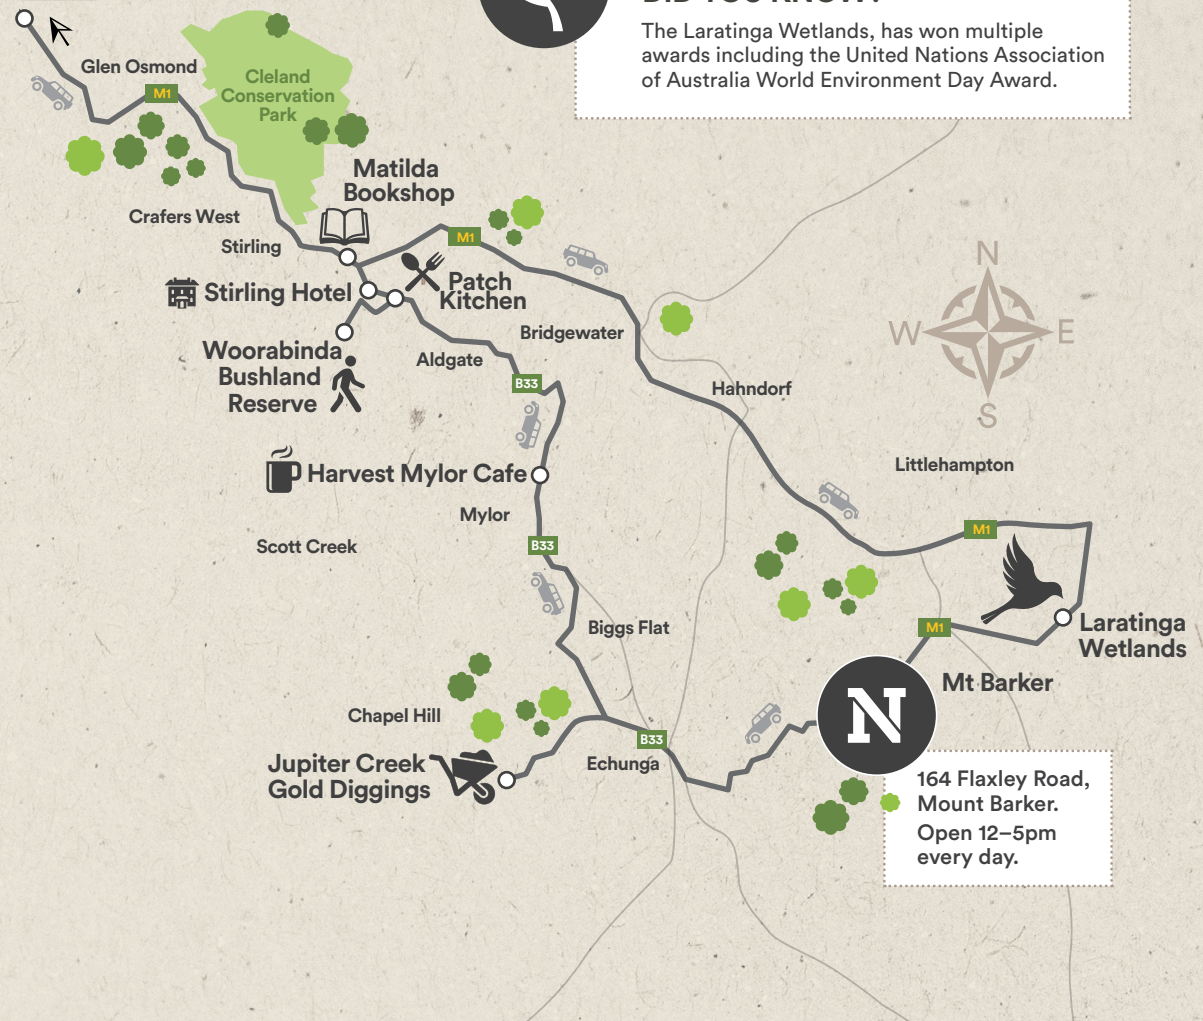 DID YOU KNOW?
The Laratinga Wetlands, has won multiple
awards including the United Nations Association
of Australia World Environment Day Award.
Glen Osmond
M1
Cleland
Conservation
Park
Matilda
Bookshop
Crafers West
Stirling
M1
Stirling Hotel
Patch
Kitchen
Woorabinda
Bushland
Reserve
Aldgate
Bridgewater
B33
Hahndorf
N
W
E
S
Harvest Mylor Cafe
Mylor
Scott Creek
B33
Littlehampton
M1
Biggs Flat
M1
Laratinga
Wetlands
Mt Barker
N
Chapel Hill
B33
Echunga
Jupiter Creek
Gold Diggings
164 Flaxley Road,
Mount Barker.
Open 12–5pm
every day.